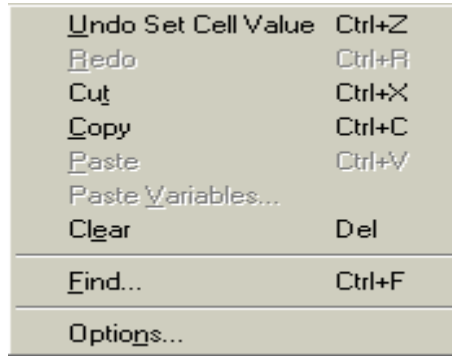 Undo Set Cell Value Ctrl+Z
Redo Ctrl+R
Cut Ctrl+X
Copy Ctrl+C
Paste Ctrl+V
Paste Variables...
Clear Del
Find... Ctrl+F
Options...